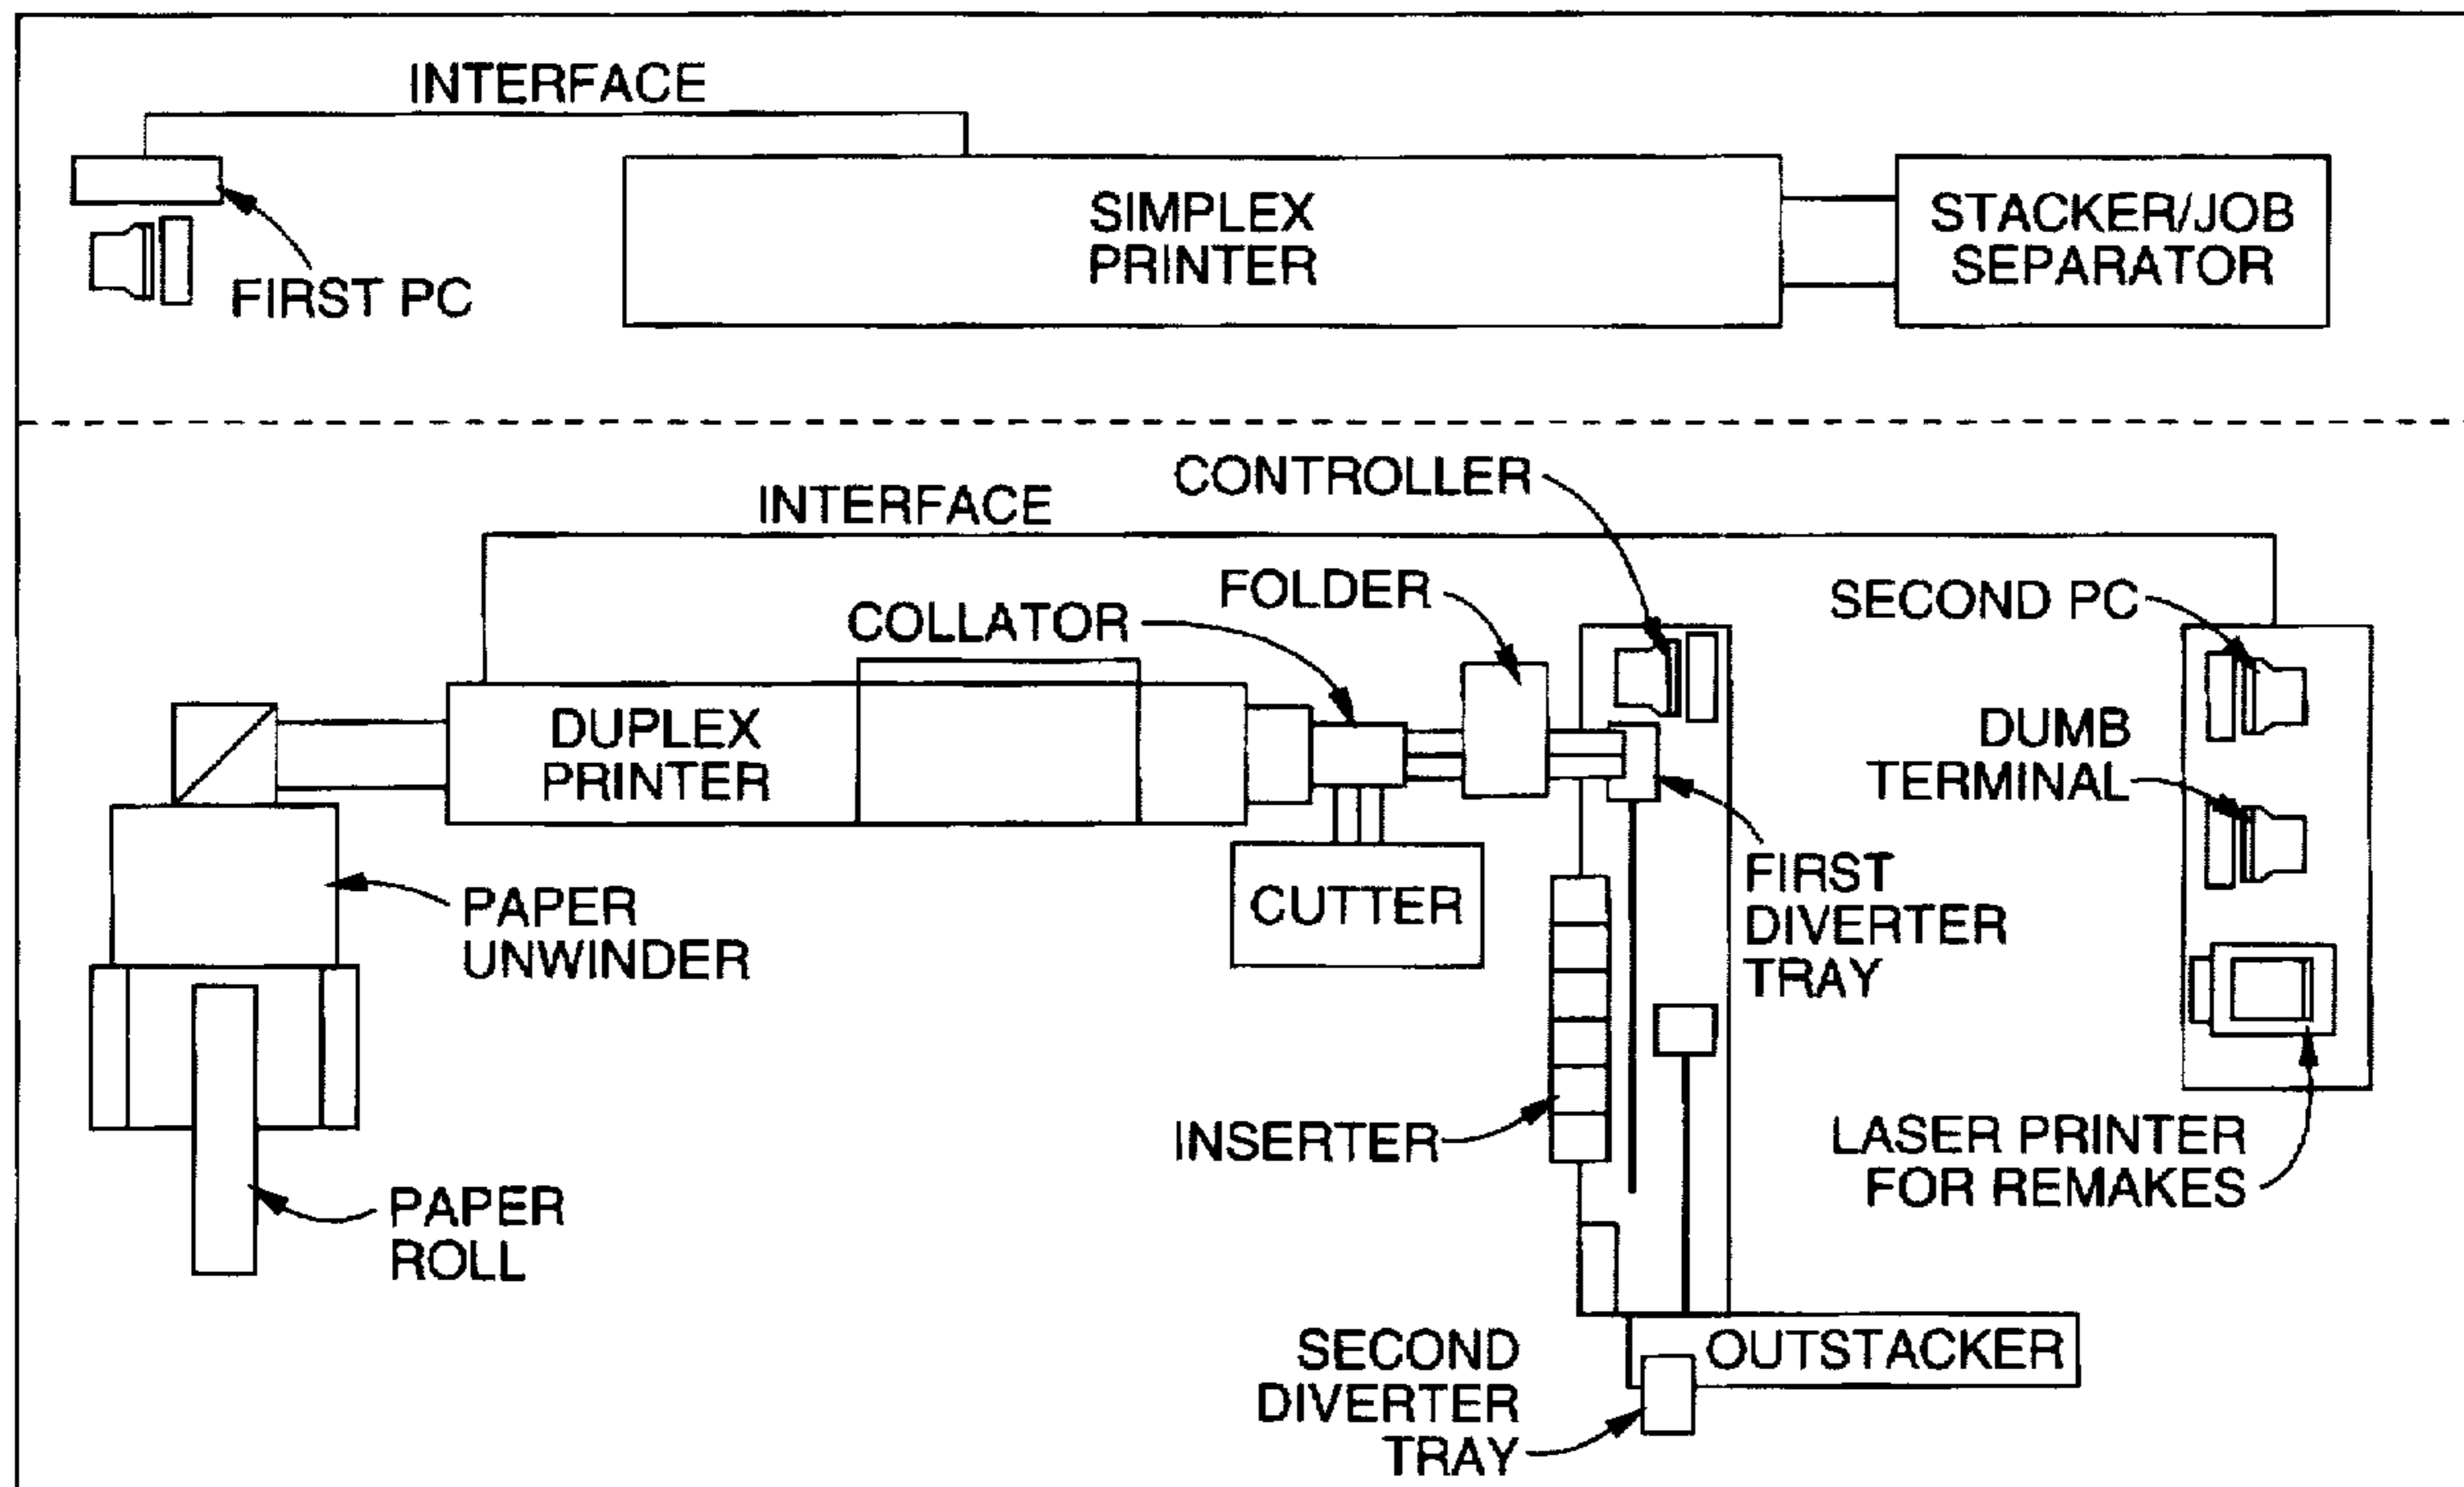 INTERFACE
FIRST PC
SIMPLEX
PRINTER
STACKER/JOB
SEPARATOR
CONTROLLER
INTERFACE
FOLDER
COLLATOR
SECOND PC
DUPLEX
PRINTER
DUMB
TERMINAL
CUTTER
FIRST
DIVERTER
TRAY
PAPER
UNWINDER
INSERTER
LASER PRINTER
FOR REMAKES
PAPER
ROLL
OUTSTACKER
SECOND
DIVERTER
TRAY